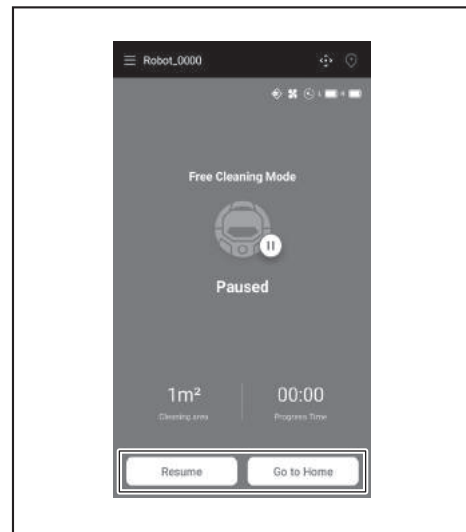 Robot_0000
L R
Free Cleaning Mode
Paused
1m² 00:00
Cleaning area Progress Time
Resume Go to Home